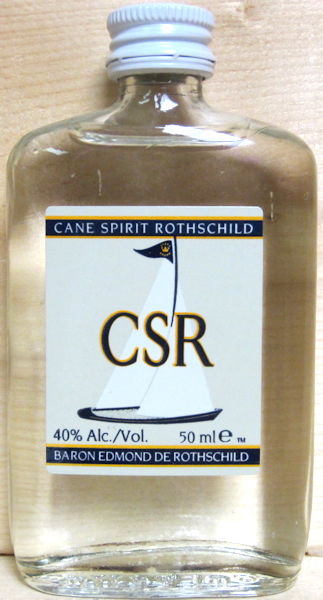 CANE SPIRIT ROTHSCHILD
CSR
40% Alc./Vol. 50 ml e ™
BARON EDMOND DE ROTHSCHILD